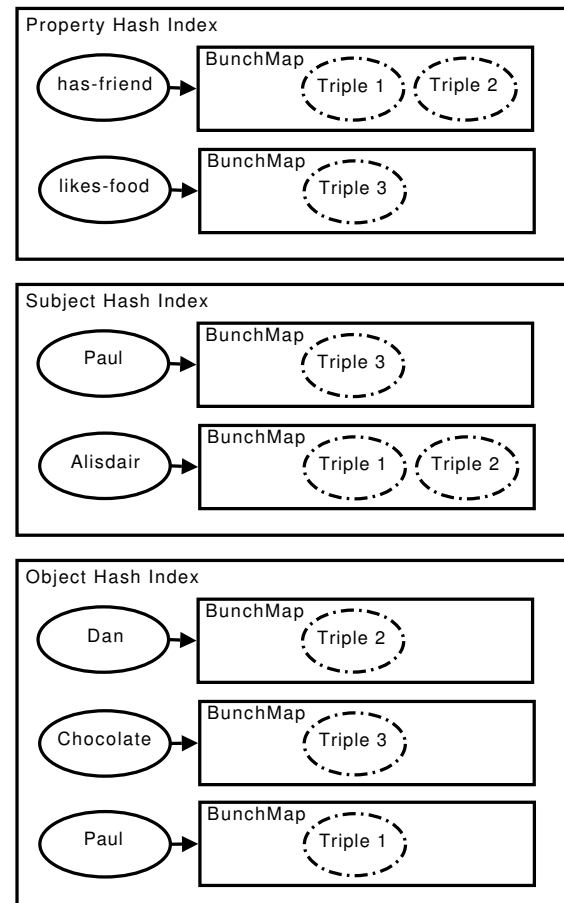 Property Hash Index
BunchMap
has-friend
Triple 1
Triple 2
BunchMap
likes-food
Triple 3
Subject Hash Index
BunchMap
Paul
Triple 3
BunchMap
Alisdair
Triple 1
Triple 2
Object Hash Index
BunchMap
Dan
Triple 2
BunchMap
Chocolate
Triple 3
BunchMap
Paul
Triple 1